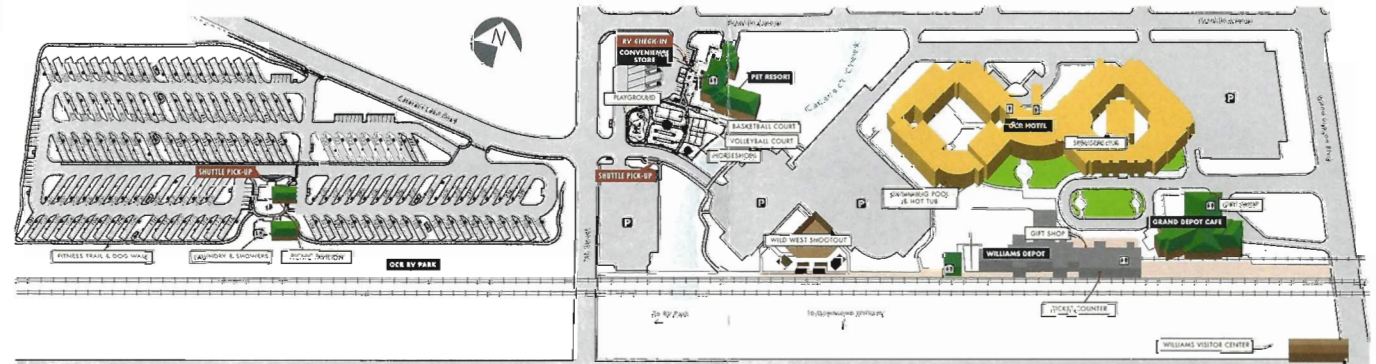 N
RV CHECK-IN
CONVENIENCE
STORE
PLAYGROUND
PET RESORT
BASKETBALL COURT
VOLLEYBALL COURT
HORSESHOES
SHUTTLE PICK-UP
SHUTTLE PICK-UP
FITNESS TRAIL & DOG WALK
LAUNDRY & SHOWERS
PICNIC PAVILION
GCR RV PARK
P
P
P
P
WILD WEST SHOOTOUT
GCR HOTEL
SWIMMING POOL
& HOT TUB
GIFT SHOP
WILLIAMS DEPOT
GRAND DEPOT CAFE
GIFT SHOP
TICKET COUNTER
WILLIAMS VISITOR CENTER